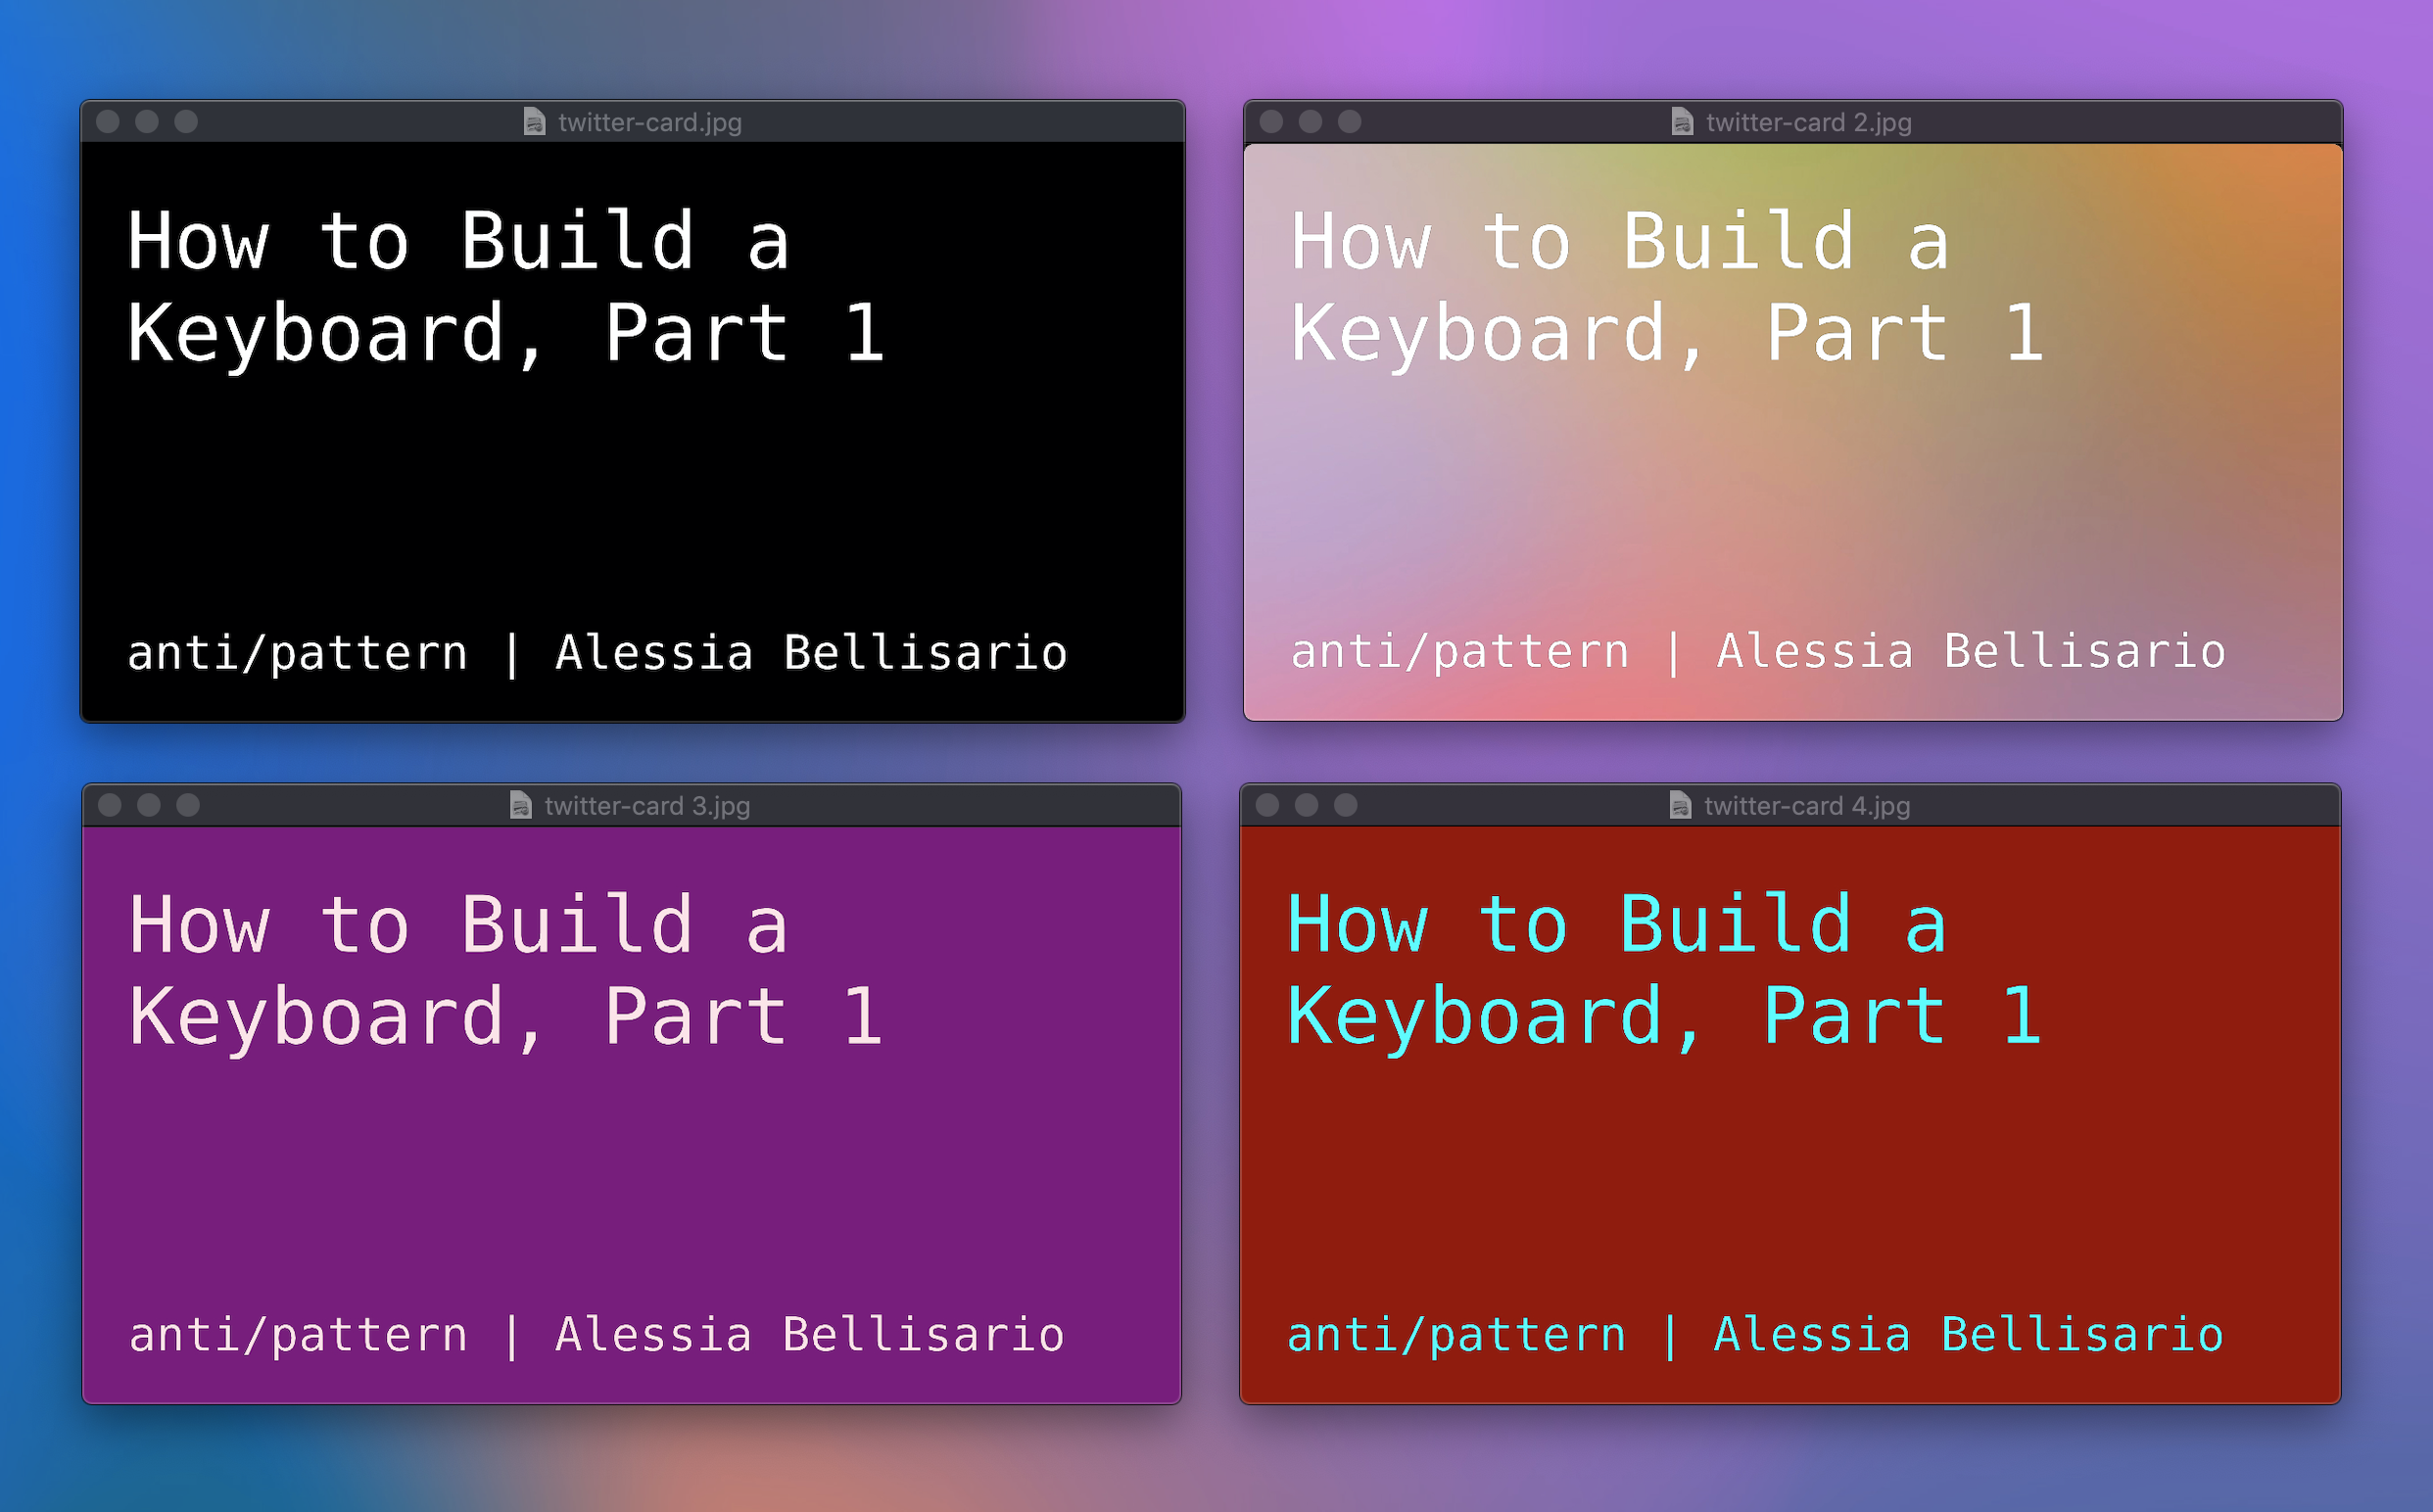 twitter-card.jpg
How to Build a
Keyboard, Part 1
anti/pattern | Alessia Bellisario
twitter-card 2.jpg
How to Build a
Keyboard, Part 1
anti/pattern | Alessia Bellisario
twitter-card 3.jpg
How to Build a
Keyboard, Part 1
anti/pattern | Alessia Bellisario
twitter-card 4.jpg
How to Build a
Keyboard, Part 1
anti/pattern | Alessia Bellisario